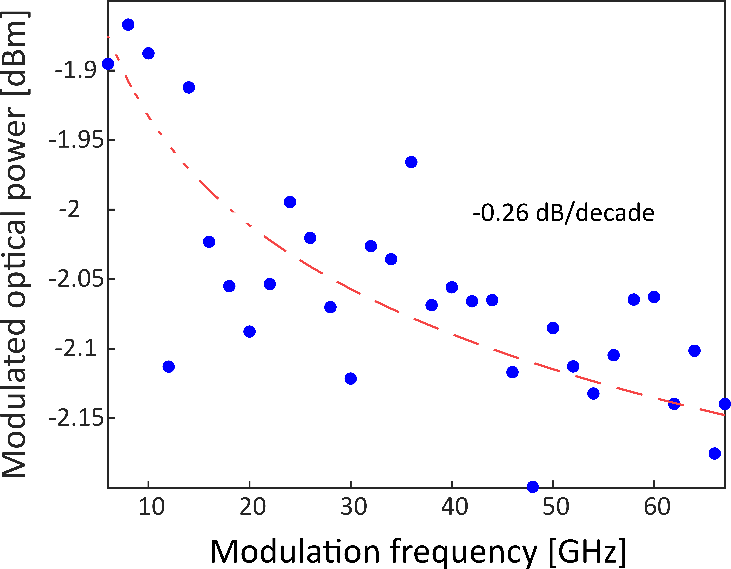 Modulated optical power [dBm]
-1.9
-1.95
-2
-2.05
-2.1
-2.15
-0.26 dB/decade
10 20 30 40 50 60
Modulation frequency [GHz]